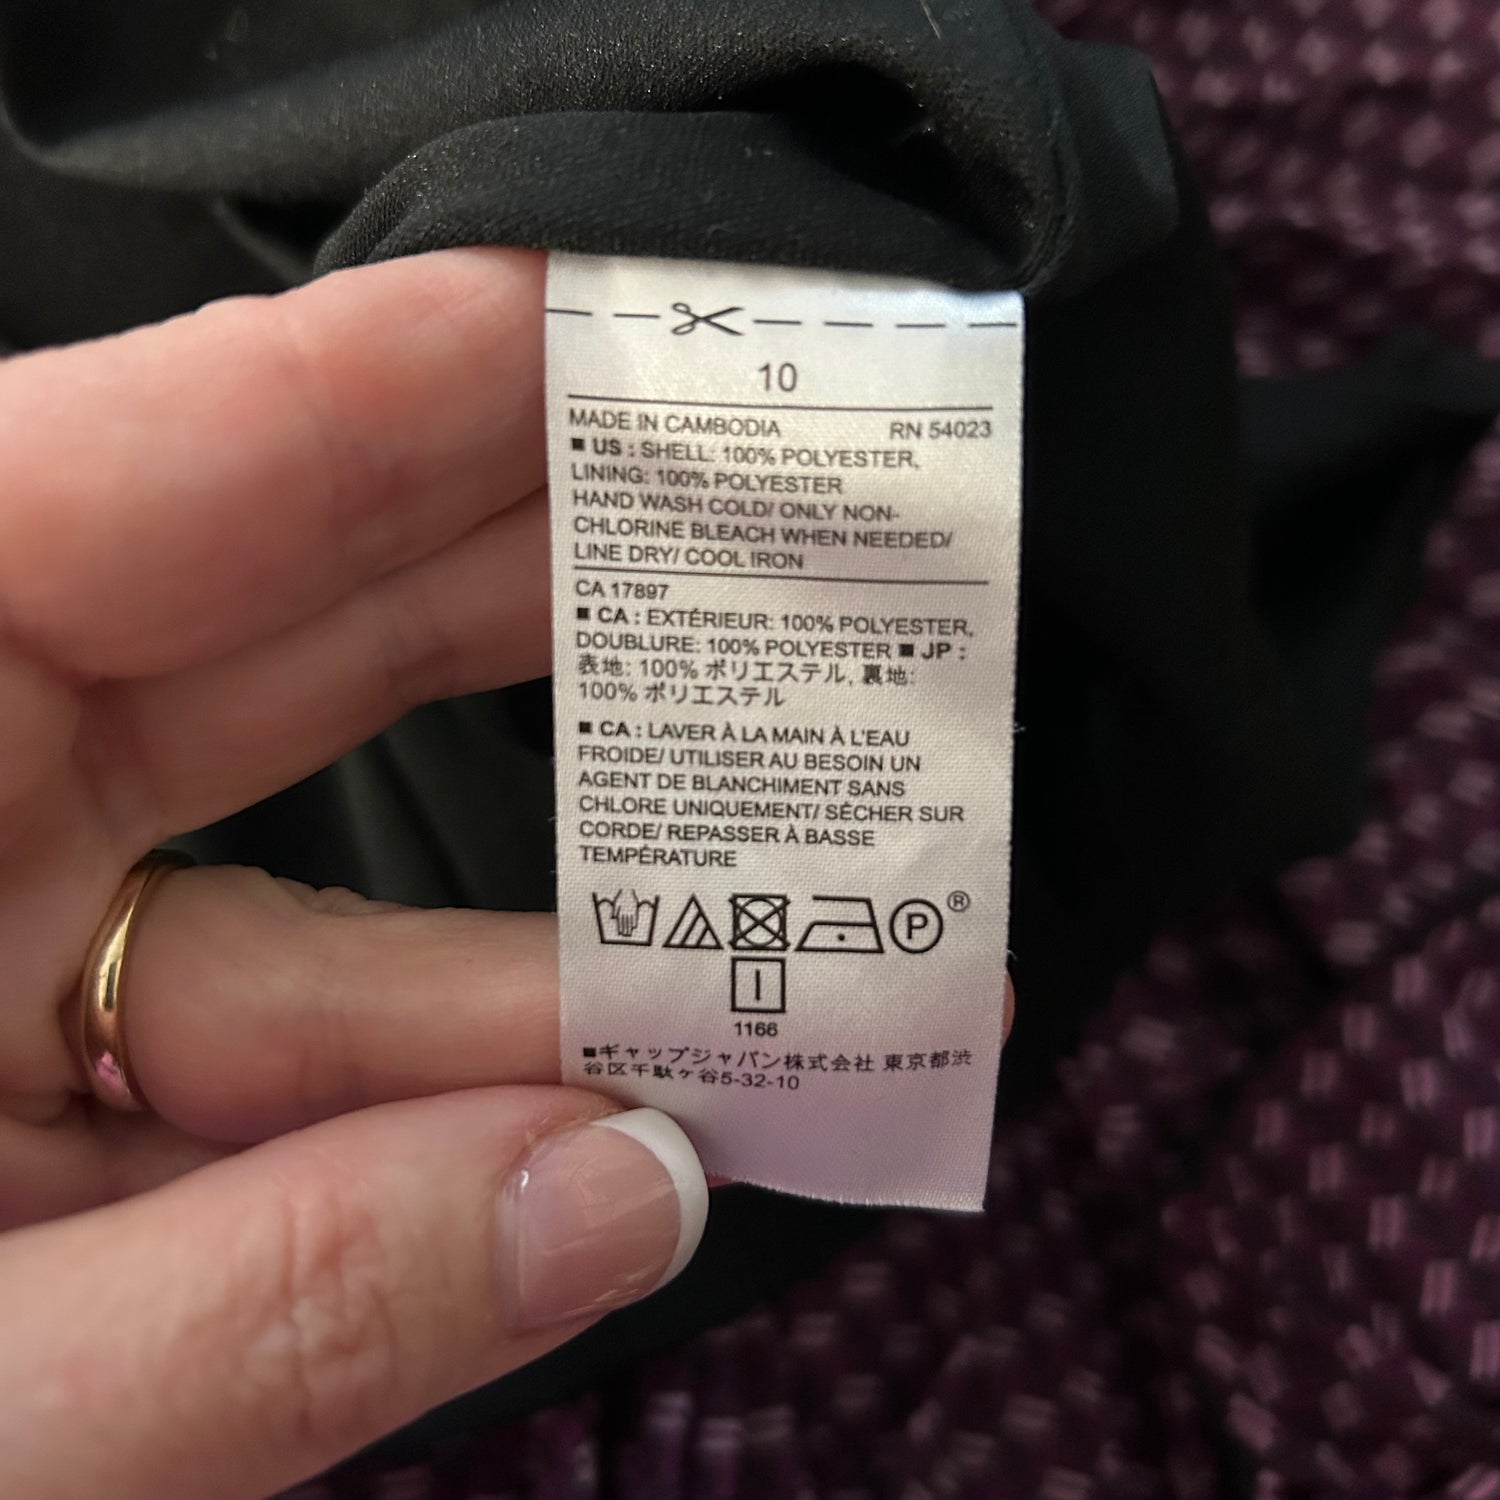 10
MADE IN CAMBODIA RN 54023
■ US : SHELL: 100% POLYESTER,
LINING: 100% POLYESTER
HAND WASH COLD/ ONLY NON-
CHLORINE BLEACH WHEN NEEDED/
LINE DRY/ COOL IRON
CA 17897
■ CA : EXTÉRIEUR: 100% POLYESTER,
DOUBLURE: 100% POLYESTER ■ JP :
表地: 100% ポリエステル, 裏地:
100% ポリエステル
■ CA : LAVER À LA MAIN À L'EAU
FROIDE/ UTILISER AU BESOIN UN
AGENT DE BLANCHIMENT SANS
CHLORE UNIQUEMENT/ SÉCHER SUR
CORDE/ REPASSER À BASSE
TEMPÉRATURE
P ®
1166
■ギャップジャパン株式会社 東京都渋
谷区千駄ヶ谷5-32-10